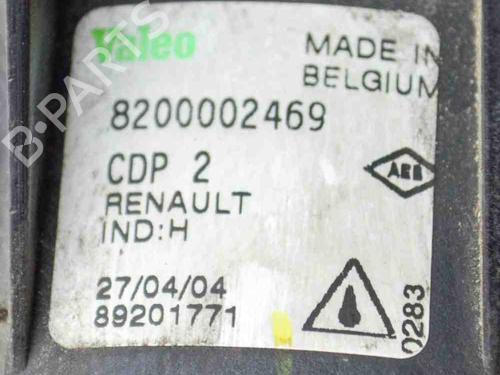 Valeo
MADE IN
BELGIUM
8200002469
CDP 2
RENAULT
IND:H
27/04/04
89201771
0283
B-PARTS